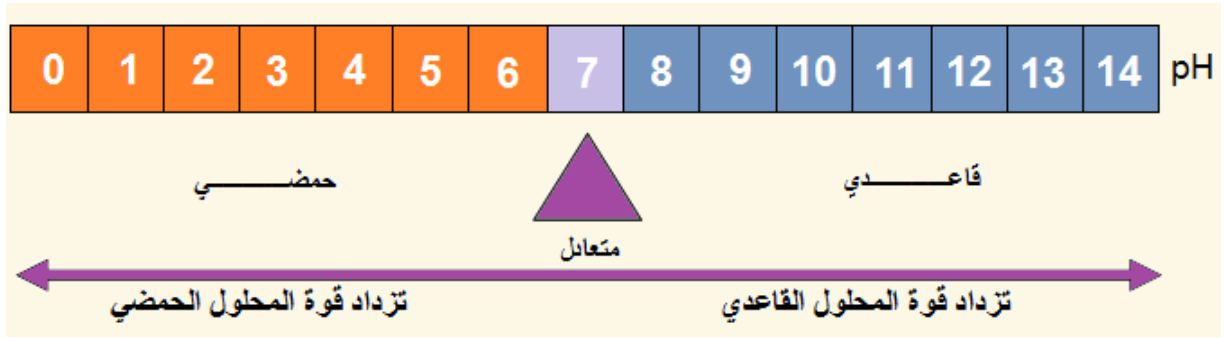 0 1 2 3 4 5 6 7 8 9 10 11 12 13 14 pH
قاعـــــــدي
حمضـــــــي
متعادل
تزداد قوة المحلول القاعدي
تزداد قوة المحلول الحمضي